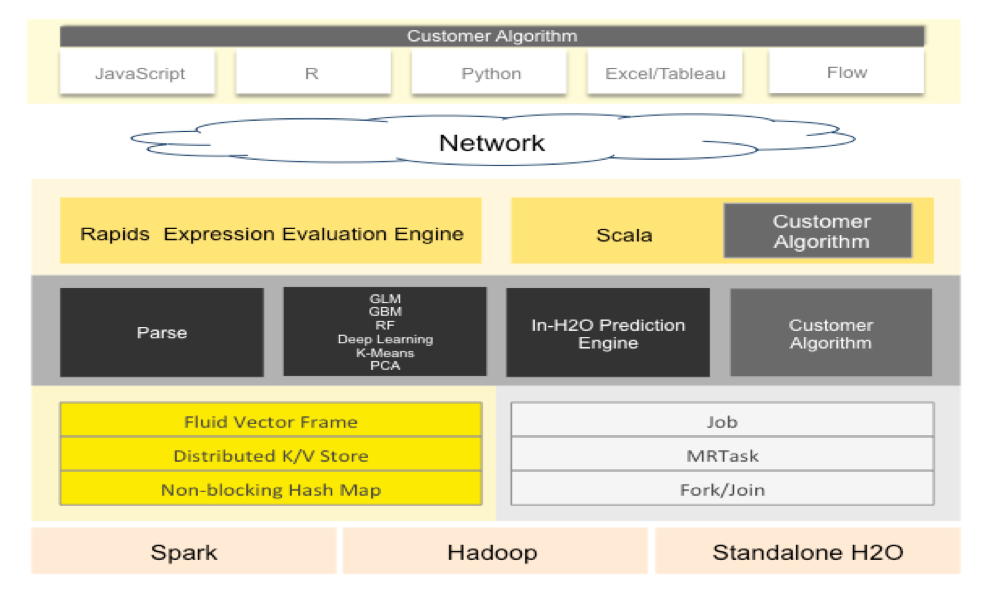 Customer Algorithm
JavaScript
R
Python
Excel/Tableau
Flow
Network
Rapids Expression Evaluation Engine
Scala
Customer
Algorithm
Parse
GLM
GBM
RF
Deep Learning
K-Means
PCA
In-H2O Prediction
Engine
Customer
Algorithm
Fluid Vector Frame
Distributed K/V Store
Non-blocking Hash Map
Job
MRTask
Fork/Join
Spark
Hadoop
Standalone H2O